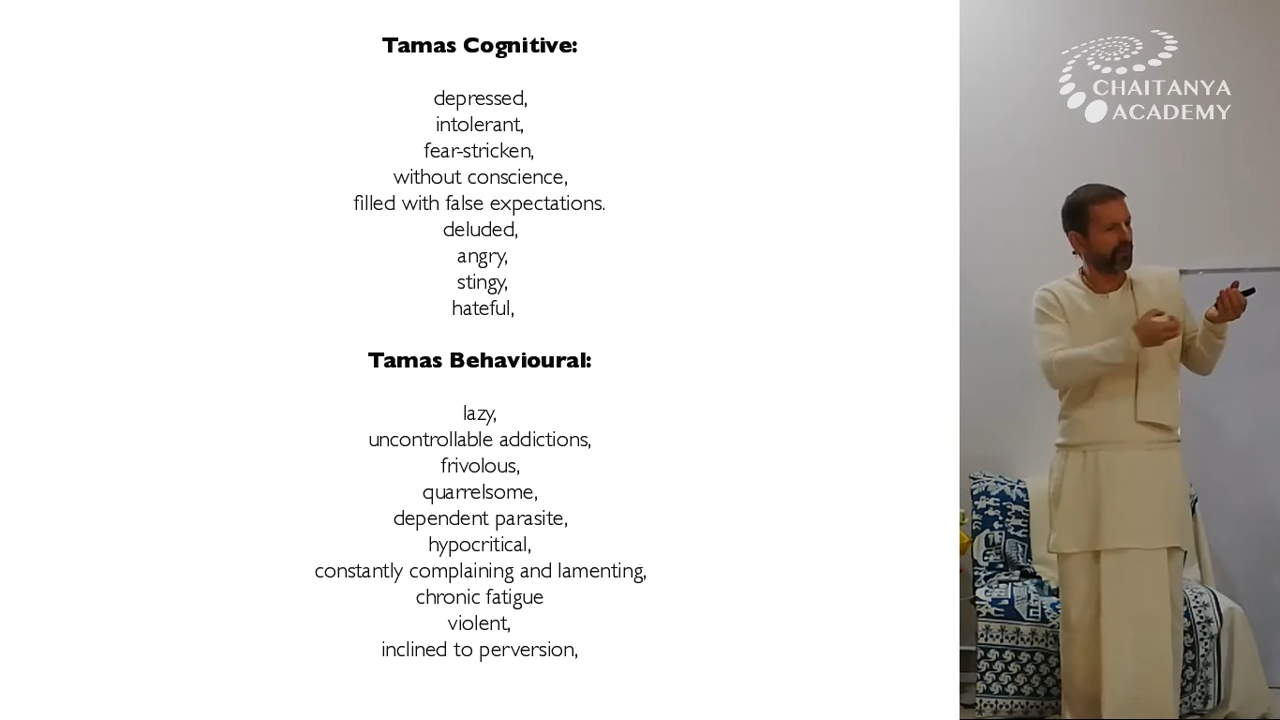 Tamas Cognitive:
depressed,
intolerant,
fear-stricken,
without conscience,
filled with false expectations.
deluded,
angry,
stingy,
hateful,
Tamas Behavioural:
lazy,
uncontrollable addictions,
frivolous,
quarrelsome,
dependent parasite,
hypocritical,
constantly complaining and lamenting,
chronic fatigue
violent,
inclined to perversion,
CHAITANYA
ACADEMY